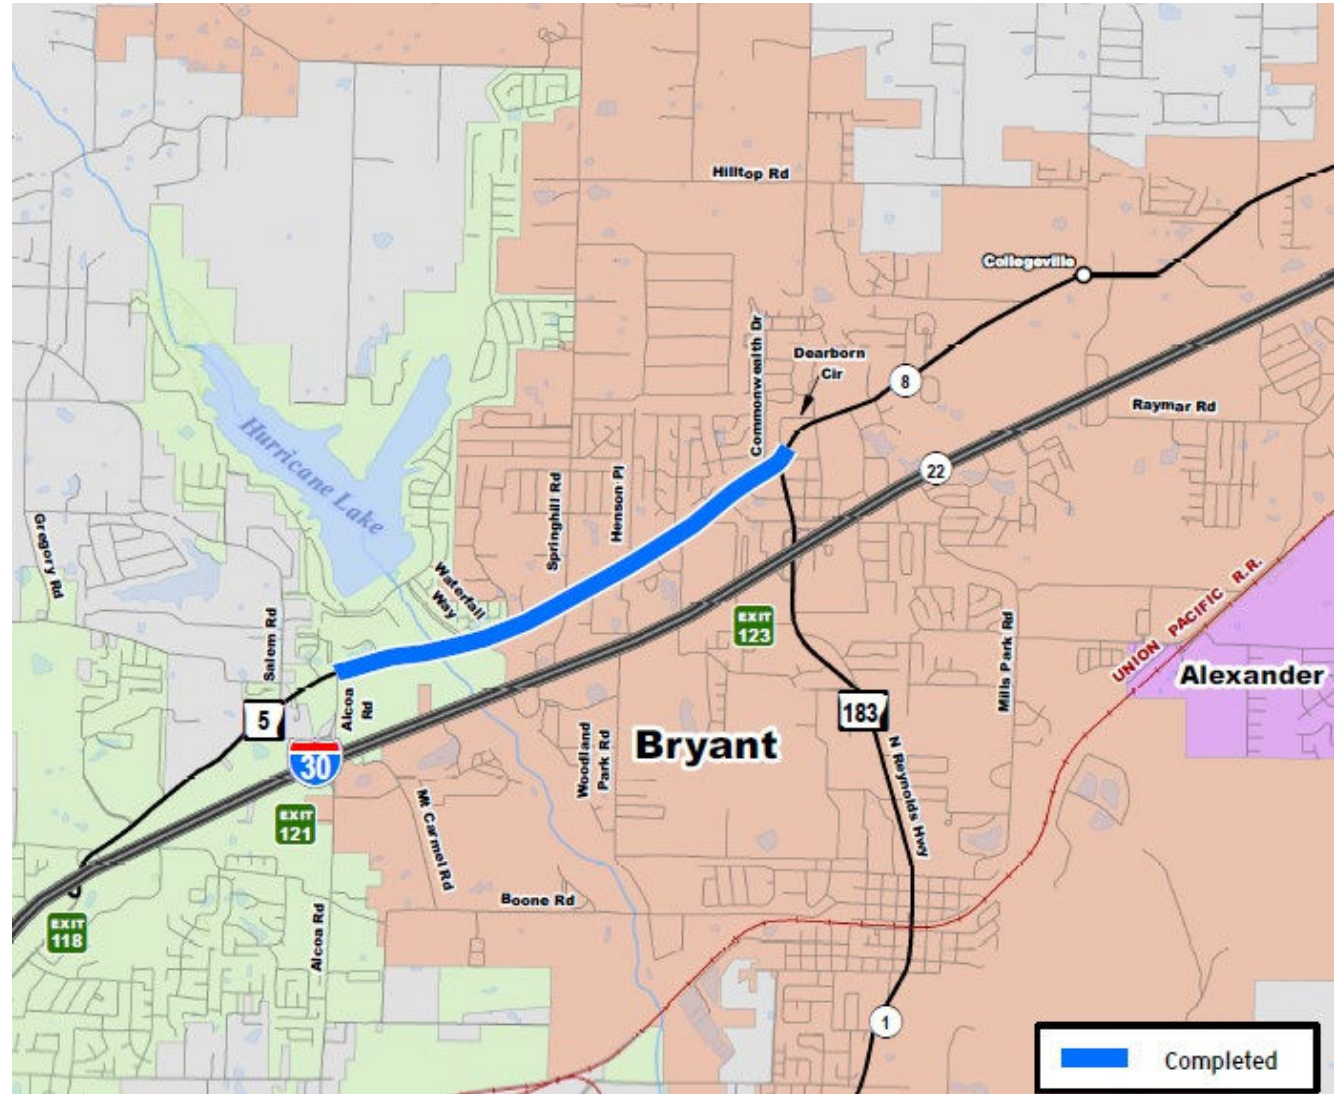 Hilltop Rd
Collegeville
Commonwealth Dr
Dearborn
Cir
8
Raymar Rd
22
Hurricane Lake
Springhill Rd
Henson Pl
Gregory Rd
Waterfall
Way
Salem Rd
EXIT
123
Mills Park Rd
UNION PACIFIC R.R.
Alexander
Alcoa
Rd
5
183
30
Bryant
Woodland
Park Rd
N Reynolds Hwy
EXIT
121
Mt Carmel Rd
Boone Rd
EXIT
118
Alcoa Rd
1
Completed